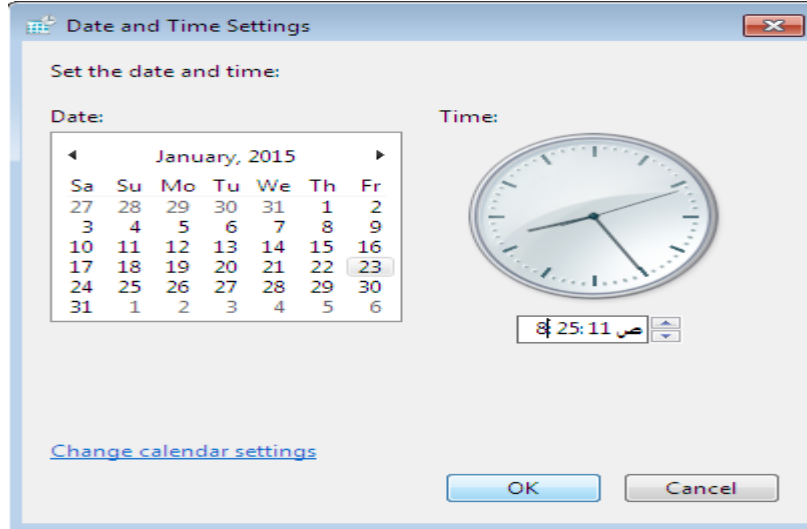 Date and Time Settings
Set the date and time:
Date:
Time:
January, 2015
Sa Su Mo Tu We Th Fr
27 28 29 30 31 1 2
3 4 5 6 7 8 9
10 11 12 13 14 15 16
17 18 19 20 21 22 23
24 25 26 27 28 29 30
31 1 2 3 4 5 6
8 25:11 ص
Change calendar settings
OK
Cancel